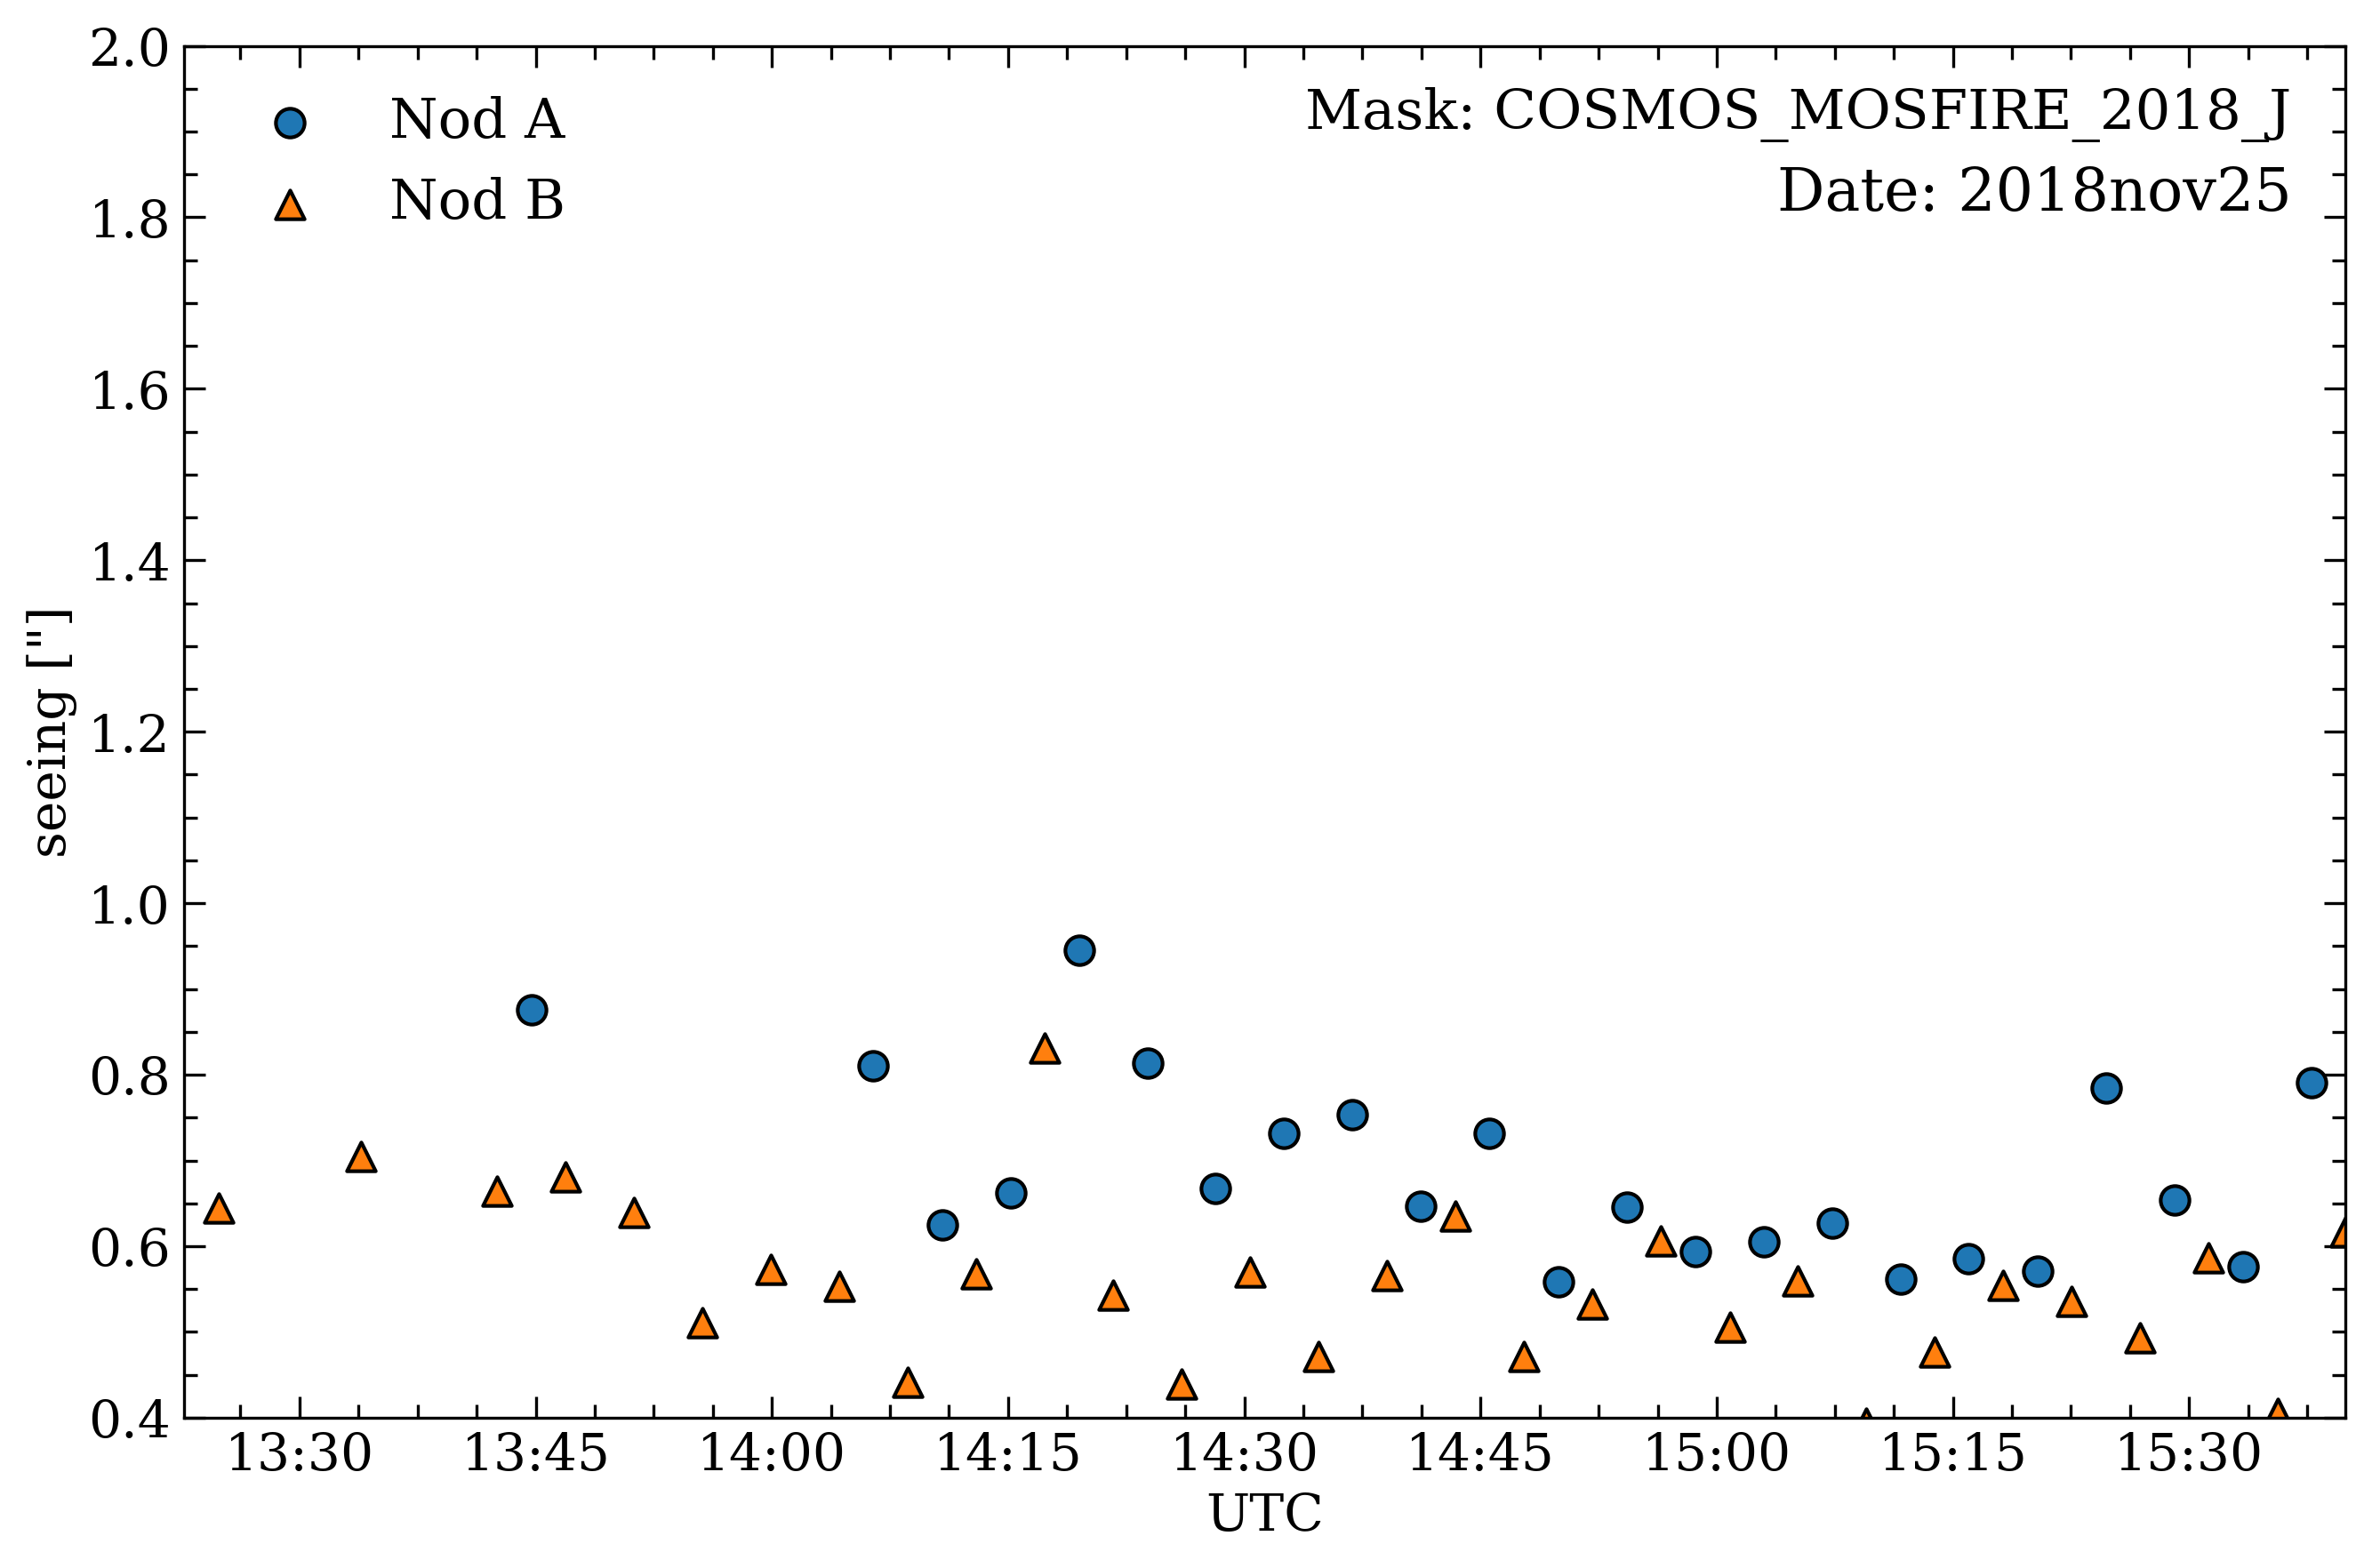 Nod A
Nod B
Mask: COSMOS_MOSFIRE_2018_J
Date: 2018nov25
seeing ["]
2.0
1.8
1.6
1.4
1.2
1.0
0.8
0.6
0.4
13:30 13:45 14:00 14:15 14:30 14:45 15:00 15:15 15:30
UTC